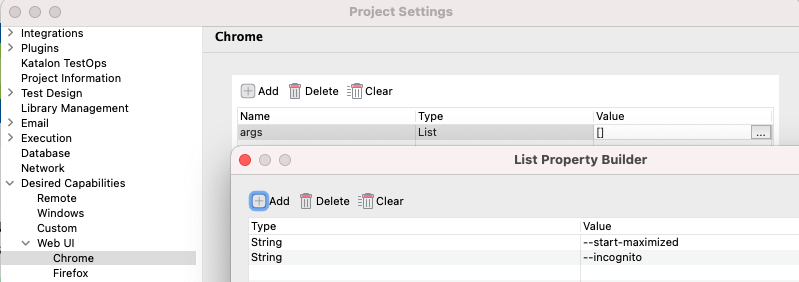 Project Settings
Integrations
Plugins
Katalon TestOps
Project Information
Test Design
Library Management
Email
Execution
Database
Network
Desired Capabilities
Remote
Windows
Custom
Web UI
Chrome
Firefox
Chrome
Add Delete Clear
Name Type Value
args List [] ...
List Property Builder
Add Delete Clear
Type Value
String --start-maximized
String --incognito